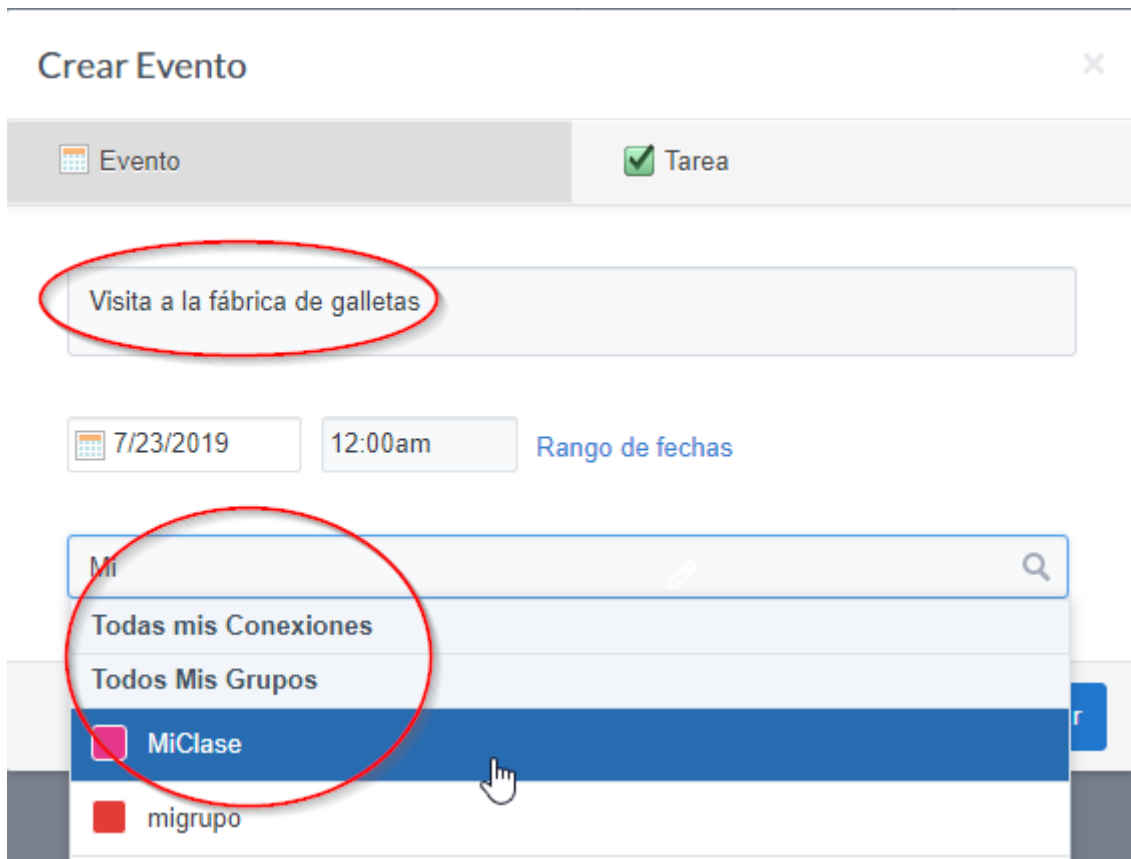 Crear Evento
Evento
Tarea
Visita a la fábrica de galletas
7/23/2019
12:00am
Rango de fechas
Mi
Todas mis Conexiones
Todos Mis Grupos
MiClase
r
migrupo